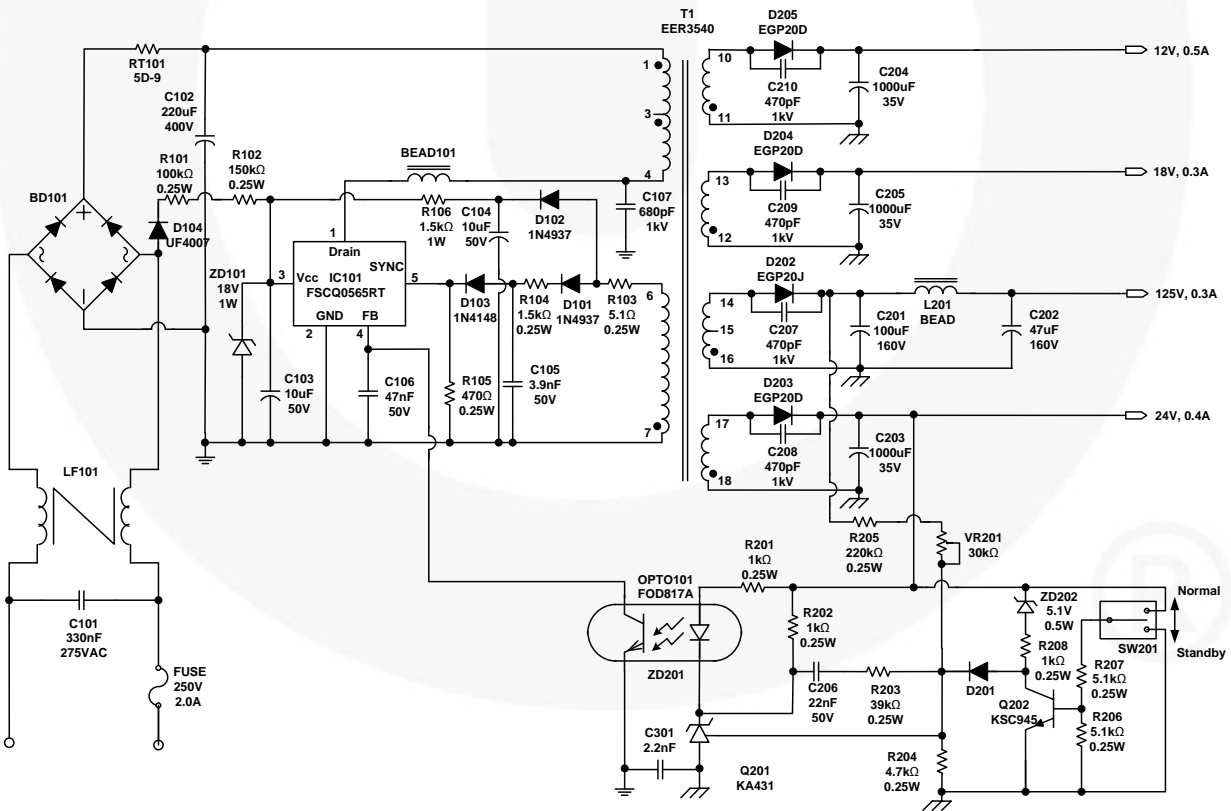 T1
EER3540
RT101
5D-9
C102
220uF
400V
R101
100kΩ
0.25W
R102
150kΩ
0.25W
BD101
D104
UF4007
BEAD101
1
3
4
R106
1.5kΩ
1W
C104
10uF
50V
D102
1N4937
C107
680pF
1kV
ZD101
18V
1W
1
Drain
3
Vcc
IC101
FSCQ0565RT
SYNC
5
GND
2
FB
4
D103
1N4148
R104
1.5kΩ
0.25W
D101
1N4937
R103
5.1Ω
0.25W
6
7
C103
10uF
50V
C106
47nF
50V
R105
470Ω
0.25W
C105
3.9nF
50V
LF101
C101
330nF
275VAC
FUSE
250V
2.0A
D205
EGP20D
10
11
C210
470pF
1kV
C204
1000uF
35V
12V, 0.5A
D204
EGP20D
13
12
C209
470pF
1kV
C205
1000uF
35V
18V, 0.3A
D202
EGP20J
14
15
16
C207
470pF
1kV
C201
100uF
160V
L201
BEAD
C202
47uF
160V
125V, 0.3A
D203
EGP20D
17
18
C208
470pF
1kV
C203
1000uF
35V
24V, 0.4A
R205
220kΩ
0.25W
VR201
30kΩ
OPTO101
FOD817A
R201
1kΩ
0.25W
R202
1kΩ
0.25W
ZD201
C206
22nF
50V
R203
39kΩ
0.25W
D201
ZD202
5.1V
0.5W
R208
1kΩ
0.25W
Normal
SW201
Standby
R207
5.1kΩ
0.25W
Q202
KSC945
R206
5.1kΩ
0.25W
C301
2.2nF
Q201
KA431
R204
4.7kΩ
0.25W
®